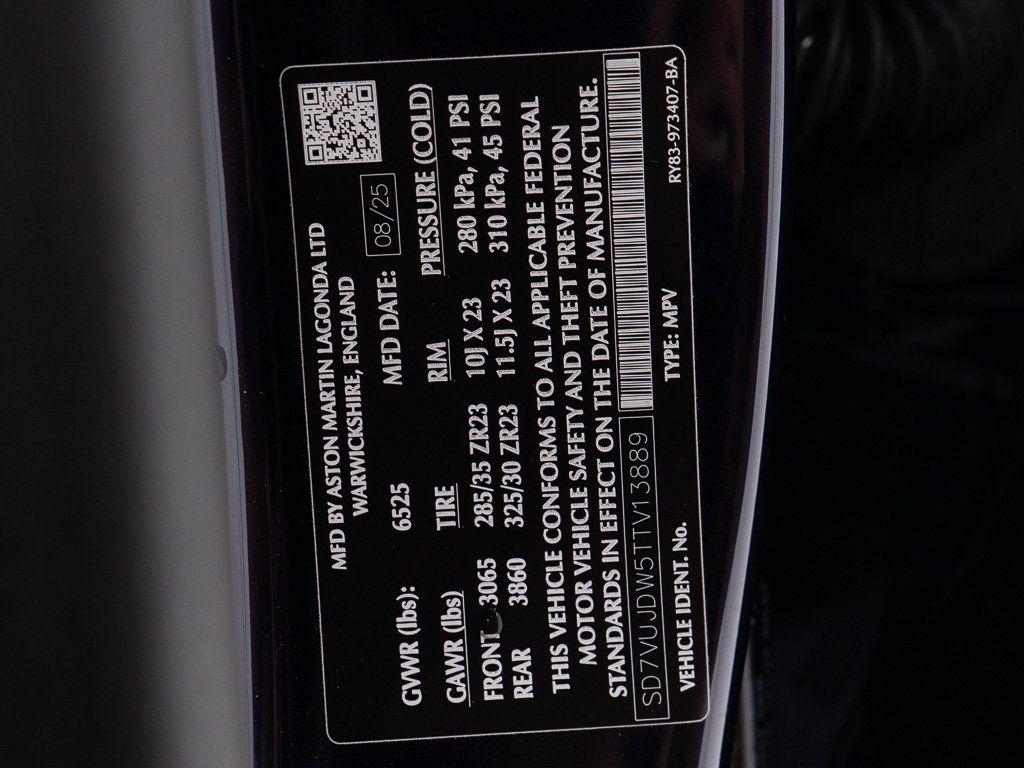 MFD BY ASTON MARTIN LAGONDA LTD
WARWICKSHIRE, ENGLAND
GVWR (lbs): 6525 MFD DATE: 08/25
GAWR (lbs) TIRE RIM PRESSURE (COLD)
FRONT 3065 285/35 ZR23 10J X 23 280 kPa, 41 PSI
REAR 3860 325/30 ZR23 11.5J X 23 310 kPa, 45 PSI
THIS VEHICLE CONFORMS TO ALL APPLICABLE FEDERAL
MOTOR VEHICLE SAFETY AND THEFT PREVENTION
STANDARDS IN EFFECT ON THE DATE OF MANUFACTURE.
SD7VUJDW5TTV13889
VEHICLE IDENT. No. TYPE: MPV RY83-973407-BA